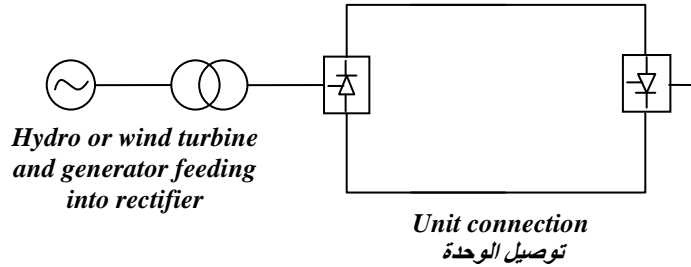 Hydro or wind turbine
and generator feeding
into rectifier
Unit connection
توصيل الوحدة